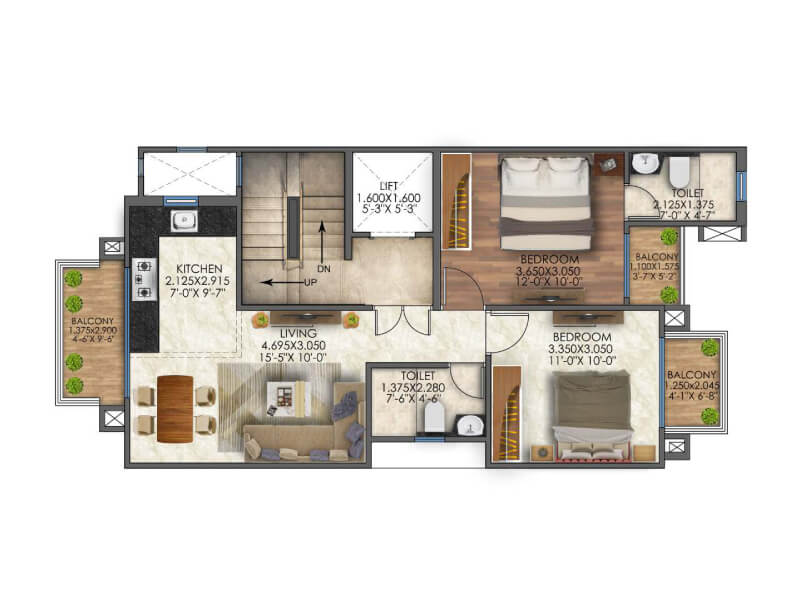 LIFT
1.600X1.600
5'-3"X 5'-3"
TOILET
2.125X1.375
7'-0"X 4'-7"
KITCHEN
2.125X2.915
7'-0"X 9'-7"
DN
UP
BEDROOM
3.650X3.050
12'-0"X 10'-0"
BALCONY
1.100X1.575
3'-7"X 5'-2"
BALCONY
1.375X2.900
4'-6"X 9'-6"
LIVING
4.695X3.050
15'-5"X 10'-0"
BEDROOM
3.350X3.050
11'-0"X 10'-0"
TOILET
1.375X2.280
7'-6"X 4'-6"
BALCONY
1.250X2.045
4'-1"X 6'-8"